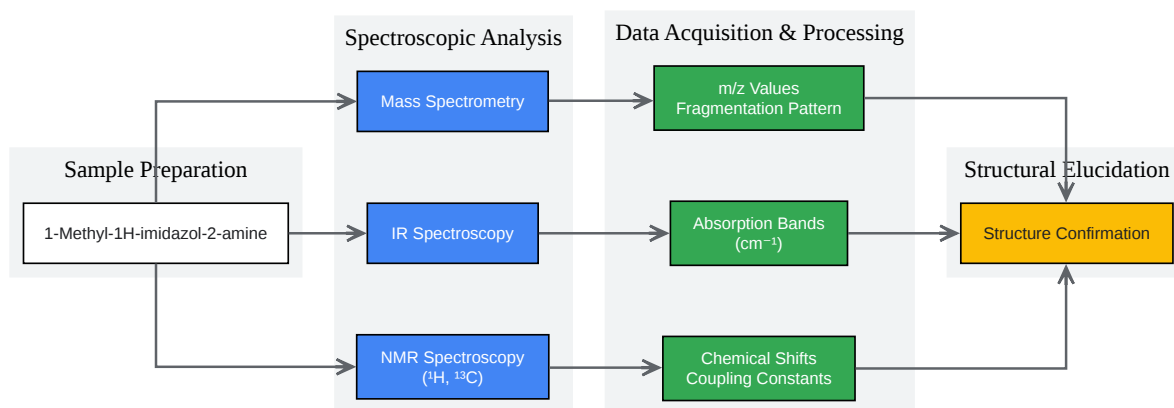 Spectroscopic Analysis
Data Acquisition & Processing
Mass Spectrometry
m/z Values
Fragmentation Pattern
Sample Preparation
Structural Elucidation
1-Methyl-1H-imidazol-2-amine
IR Spectroscopy
Absorption Bands
(cm⁻¹)
Structure Confirmation
NMR Spectroscopy
(¹H, ¹³C)
Chemical Shifts
Coupling Constants